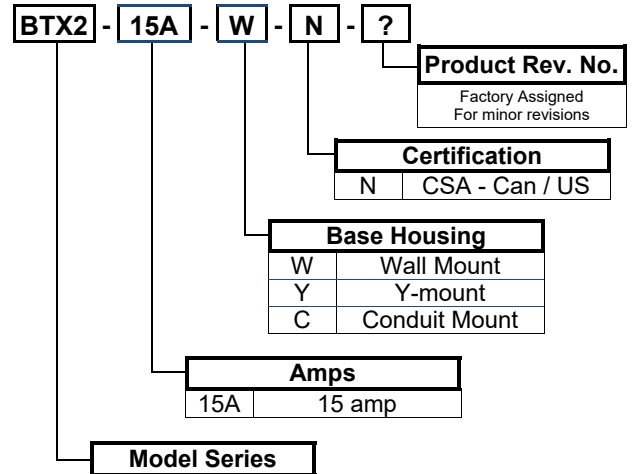 BTX2 - 15A - W - N - ?
Product Rev. No.
Factory Assigned
For minor revisions
Certification
N CSA - Can / US
Base Housing
W Wall Mount
Y Y-mount
C Conduit Mount
Amps
15A 15 amp
Model Series